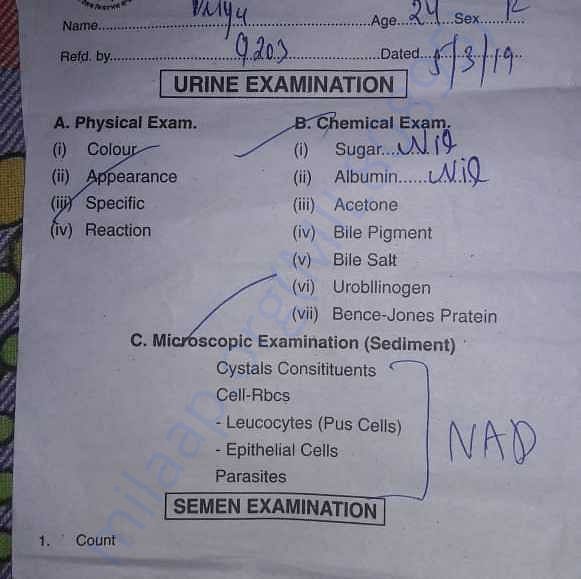 Name............ Age...24...Sex.........
Refd. by............9203............Dated...5/3/19...
URINE EXAMINATION
A. Physical Exam. B. Chemical Exam.
(i) Colour (i) Sugar...Nil
(ii) Appearance (ii) Albumin......Nil
(iii) Specific (iii) Acetone
(iv) Reaction (iv) Bile Pigment
(v) Bile Salt
(vi) Urobllinogen
(vii) Bence-Jones Pratein
C. Microscopic Examination (Sediment)
Cystals Consitituents
Cell-Rbcs
- Leucocytes (Pus Cells) NAD
- Epithelial Cells
Parasites
SEMEN EXAMINATION
1. Count